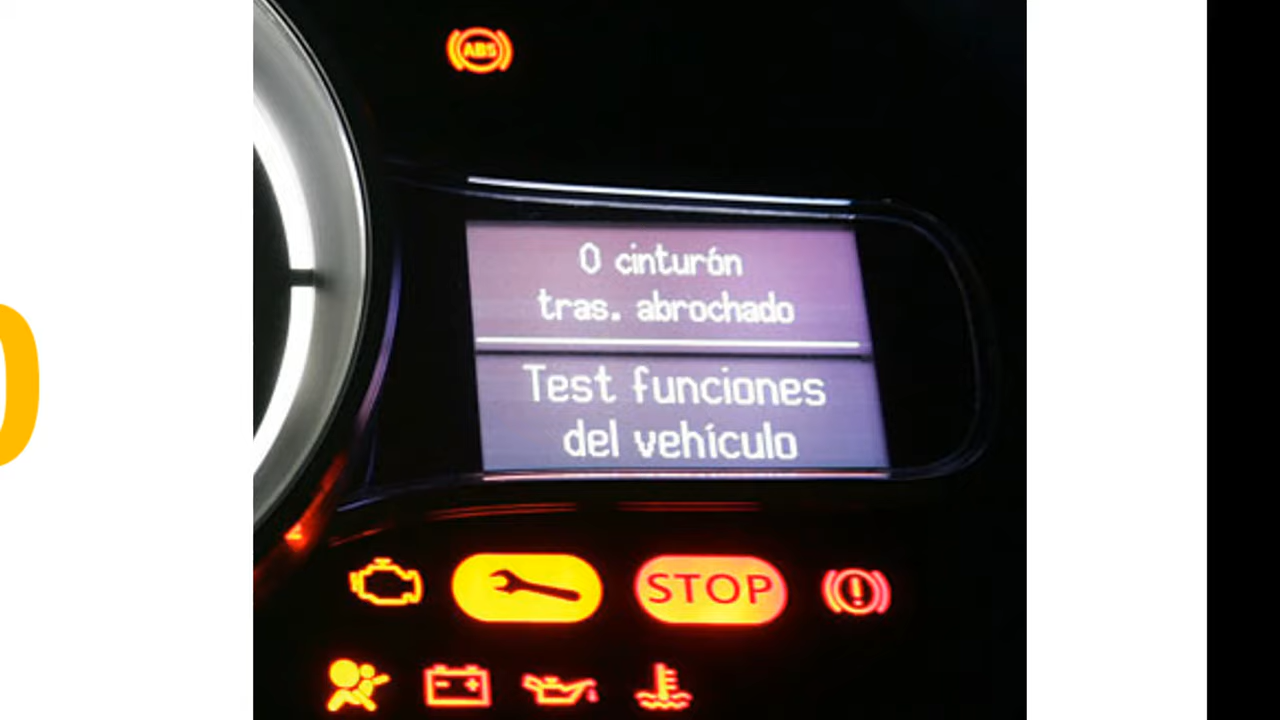 ABS
0 cinturón
tras. abrochado
Test funciones
del vehículo
STOP